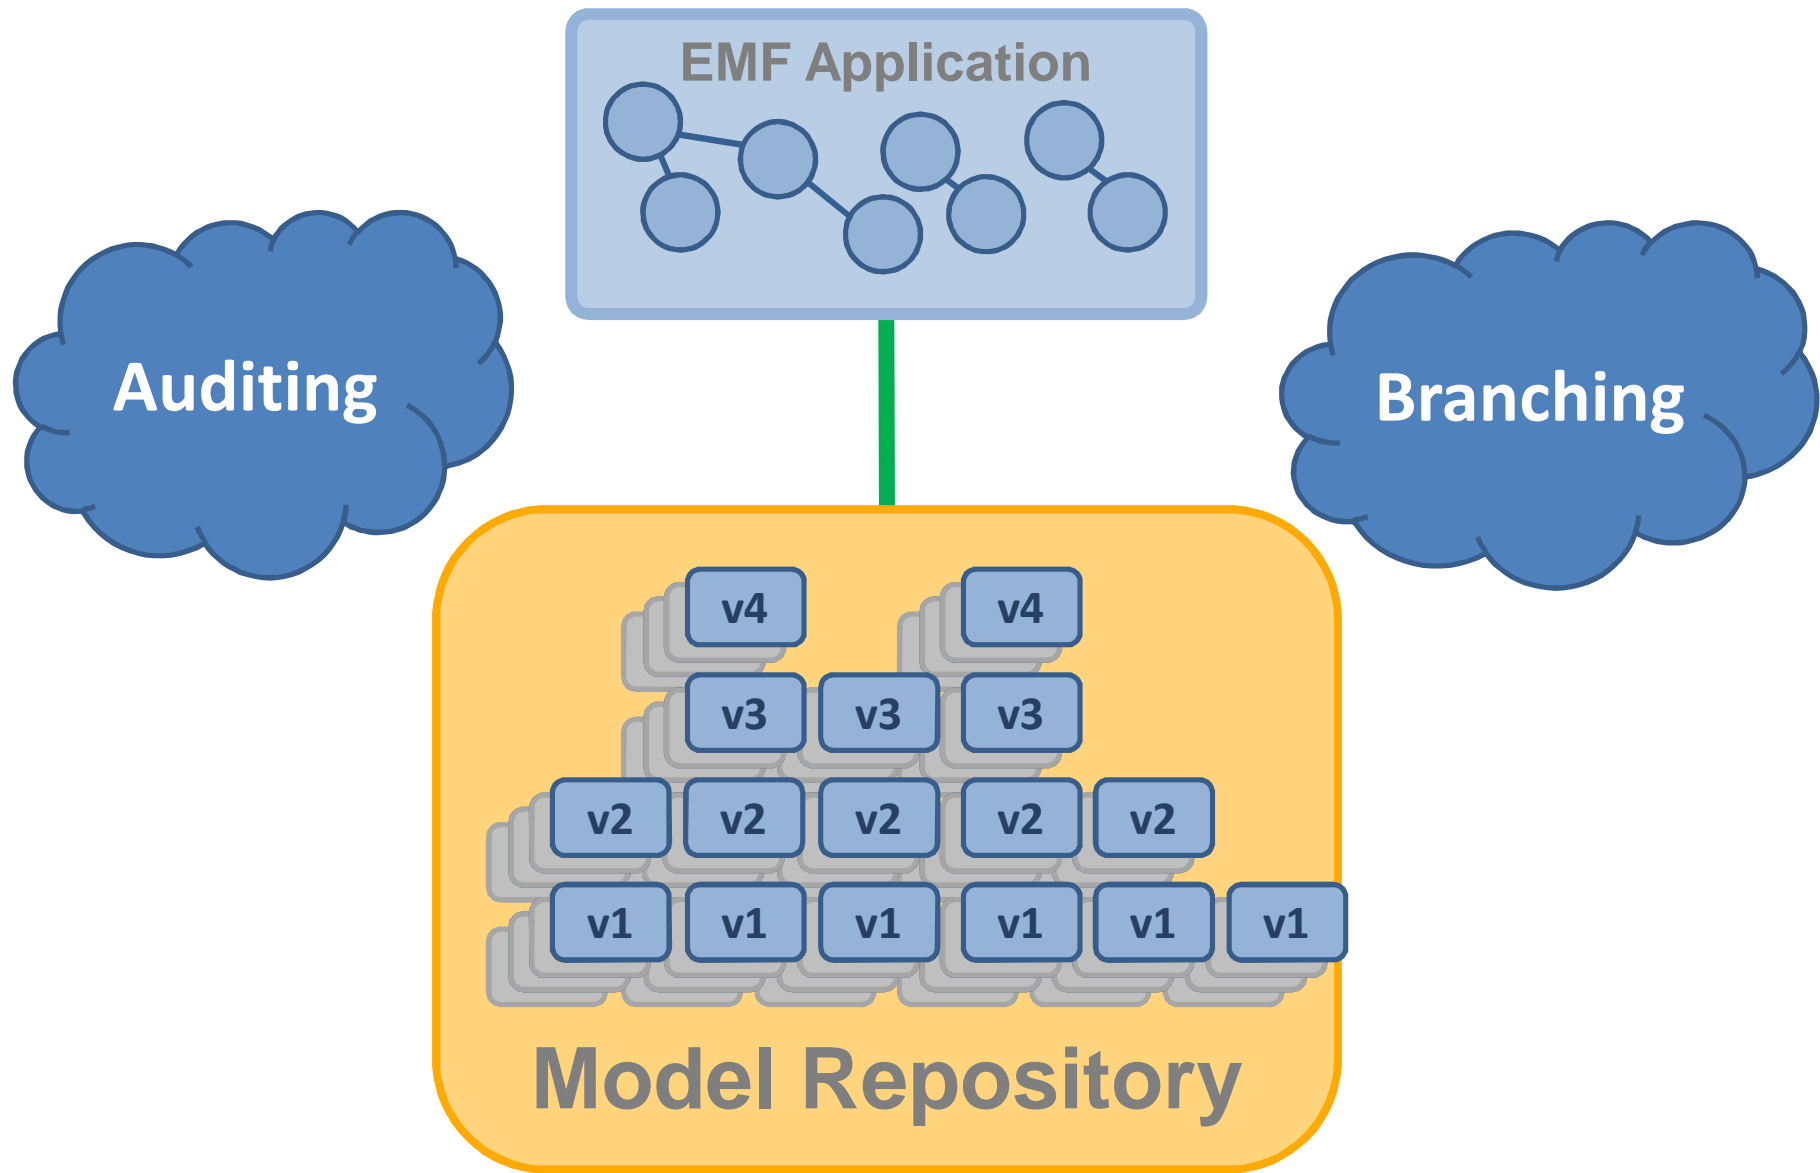 EMF Application
Auditing
Branching
v4 v4
v3 v3 v3
v2 v2 v2 v2 v2
v1 v1 v1 v1 v1 v1
Model Repository